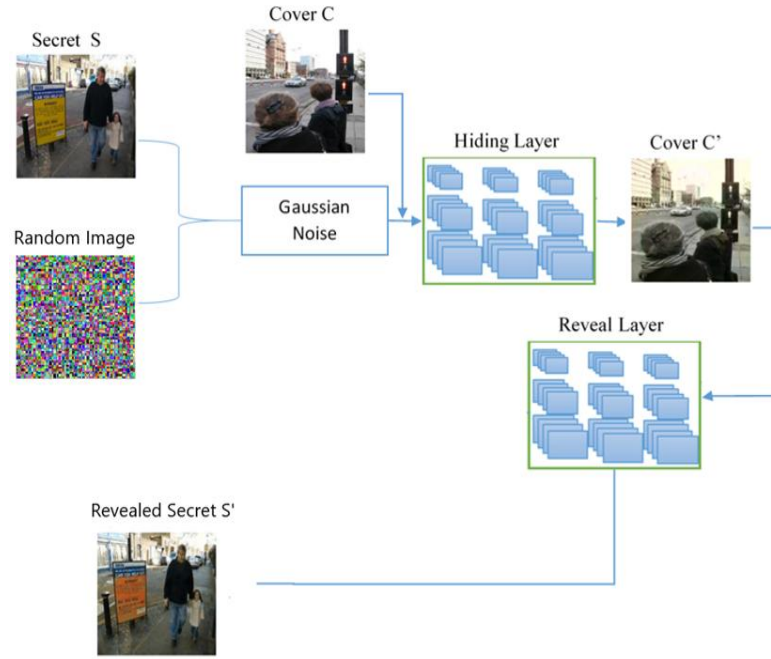 Cover C
Secret S
Hiding Layer
Cover C’
Gaussian
Noise
Random Image
Reveal Layer
Revealed Secret S'